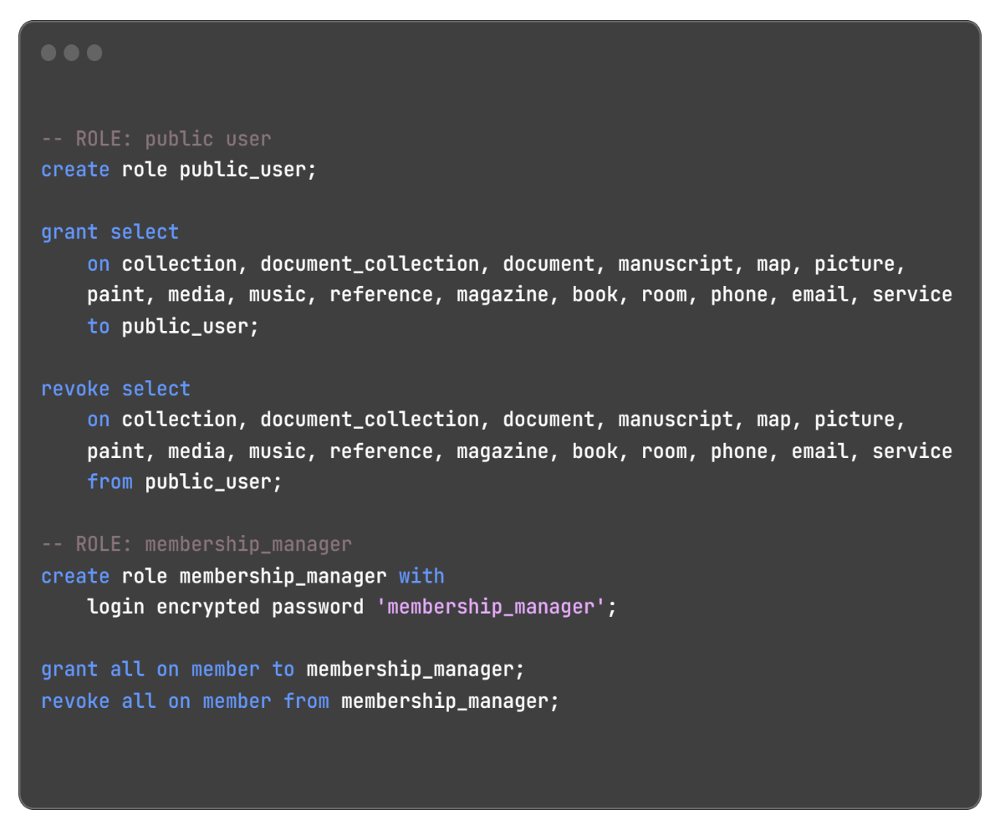 -- ROLE: public user
create role public_user;
grant select
on collection, document_collection, document, manuscript, map, picture,
paint, media, music, reference, magazine, book, room, phone, email, service
to public_user;
revoke select
on collection, document_collection, document, manuscript, map, picture,
paint, media, music, reference, magazine, book, room, phone, email, service
from public_user;
-- ROLE: membership_manager
create role membership_manager with
login encrypted password 'membership_manager';
grant all on member to membership_manager;
revoke all on member from membership_manager;